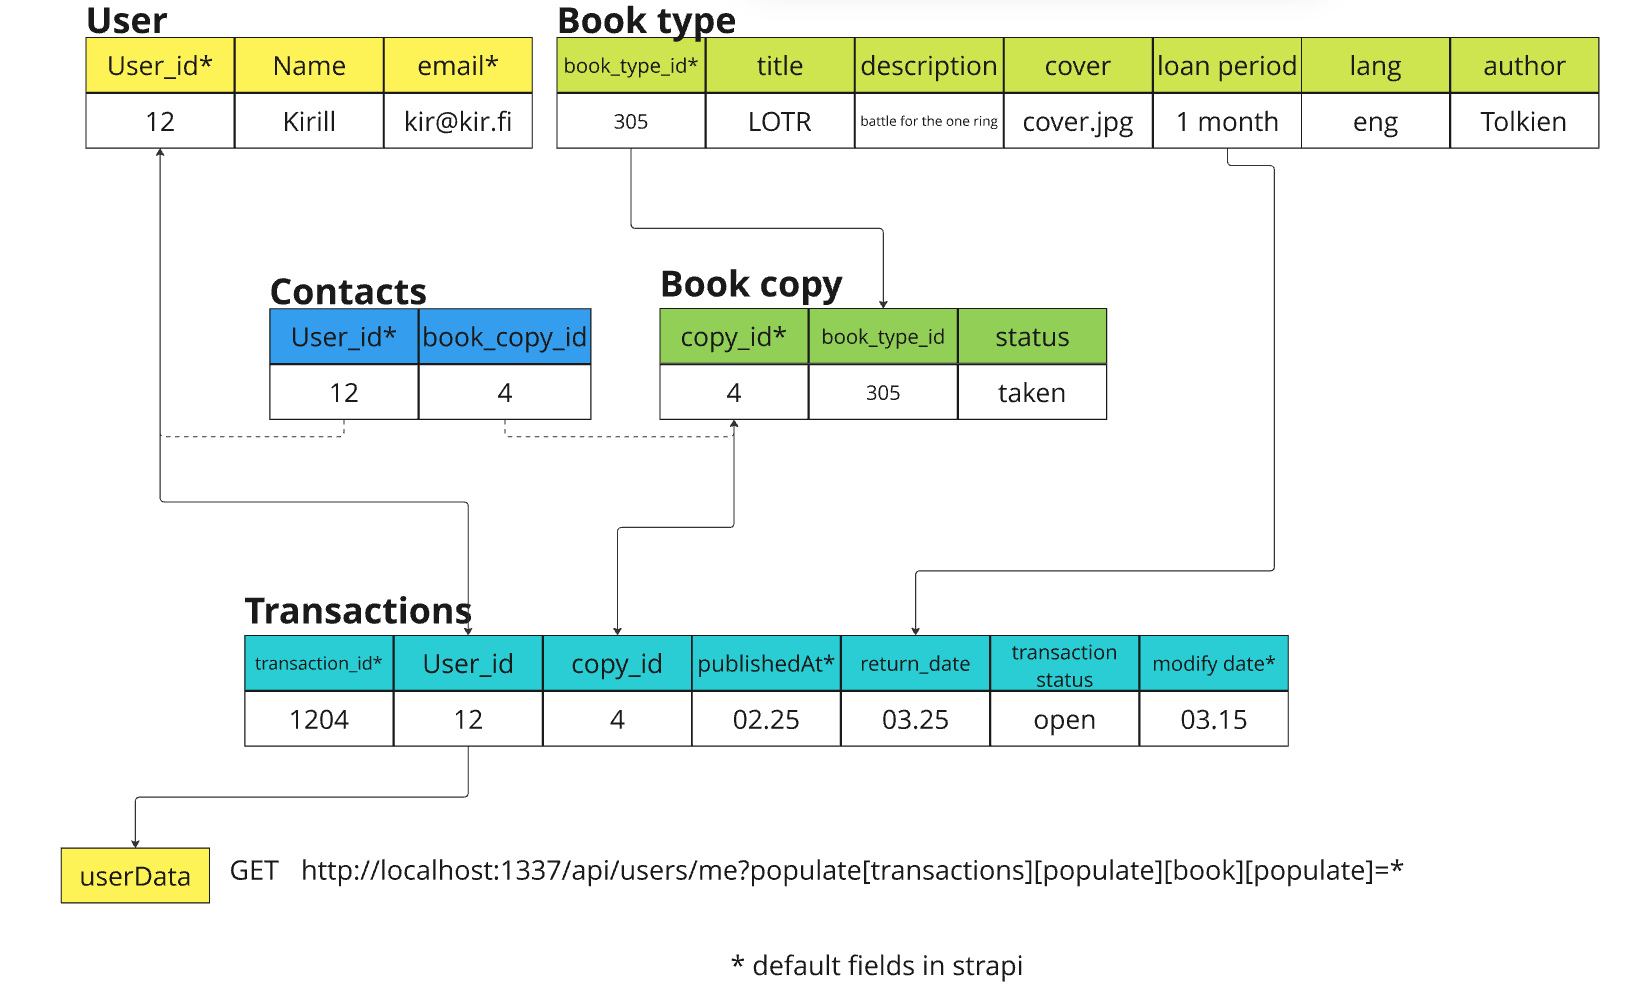 User
User_id* Name email*
12 Kirill kir@kir.fi
Book type
book_type_id* title description cover loan period lang author
305 LOTR battle for the one ring cover.jpg 1 month eng Tolkien
Contacts
User_id* book_copy_id
12 4
Book copy
copy_id* book_type_id status
4 305 taken
Transactions
transaction_id* User_id copy_id publishedAt* return_date transaction status modify date*
1204 12 4 02.25 03.25 open 03.15
userData GET http://localhost:1337/api/users/me?populate[transactions][populate][book][populate]=*
* default fields in strapi